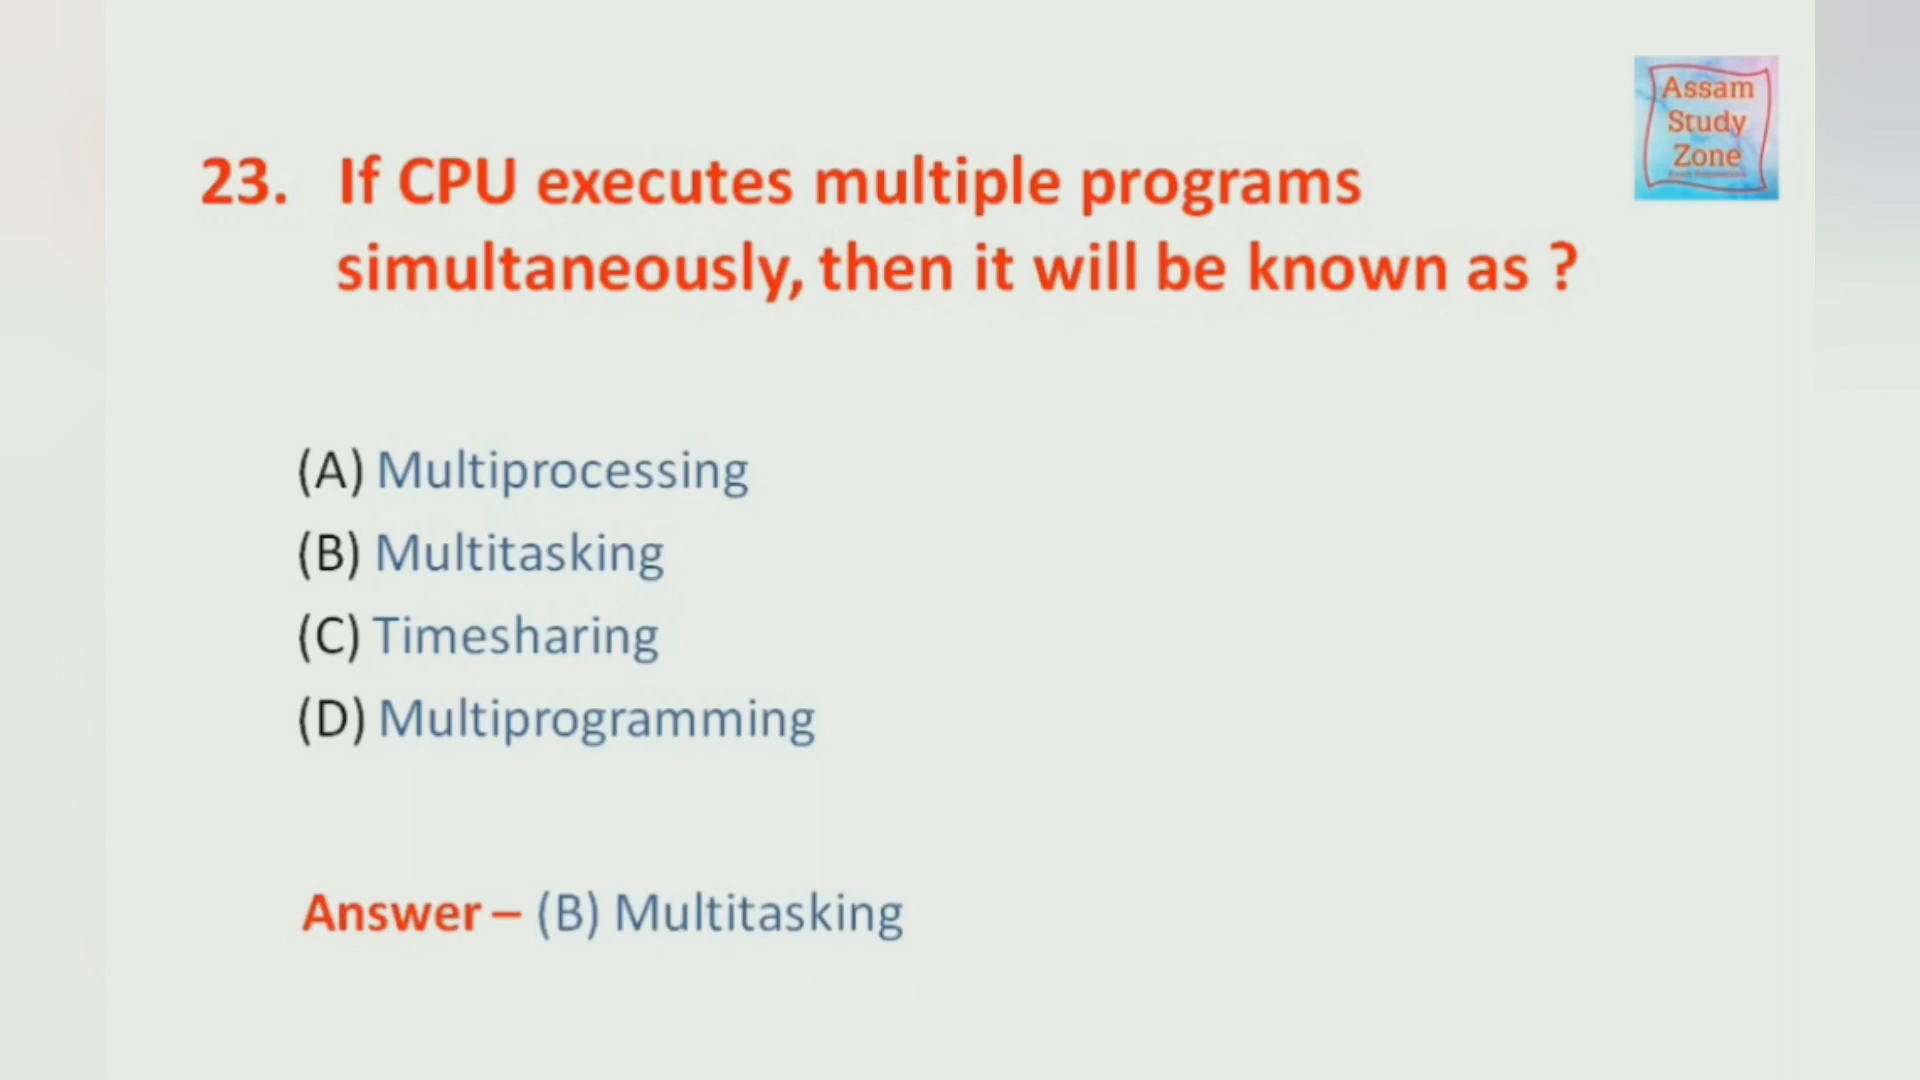 Assam
Study
Zone
23. If CPU executes multiple programs
simultaneously, then it will be known as ?
(A) Multiprocessing
(B) Multitasking
(C) Timesharing
(D) Multiprogramming
Answer – (B) Multitasking